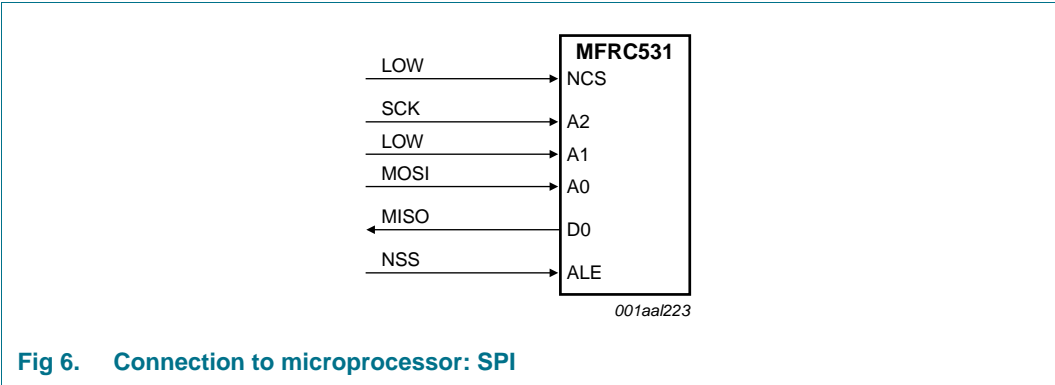 MFRC531
LOW NCS
SCK A2
LOW A1
MOSI A0
MISO D0
NSS ALE
001aal223
Fig 6. Connection to microprocessor: SPI